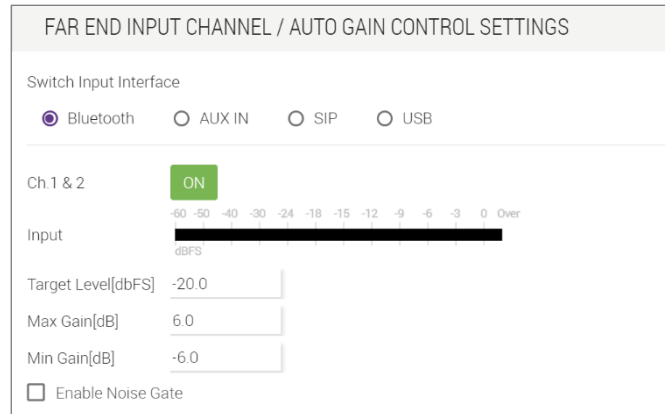 FAR END INPUT CHANNEL / AUTO GAIN CONTROL SETTINGS
Switch Input Interface
Bluetooth AUX IN SIP USB
Ch.1 & 2 ON
-60 -50 -40 -30 -24 -18 -15 -12 -9 -6 -3 0 Over
Input
dBFS
Target Level[dbFS] -20.0
Max Gain[dB] 6.0
Min Gain[dB] -6.0
Enable Noise Gate